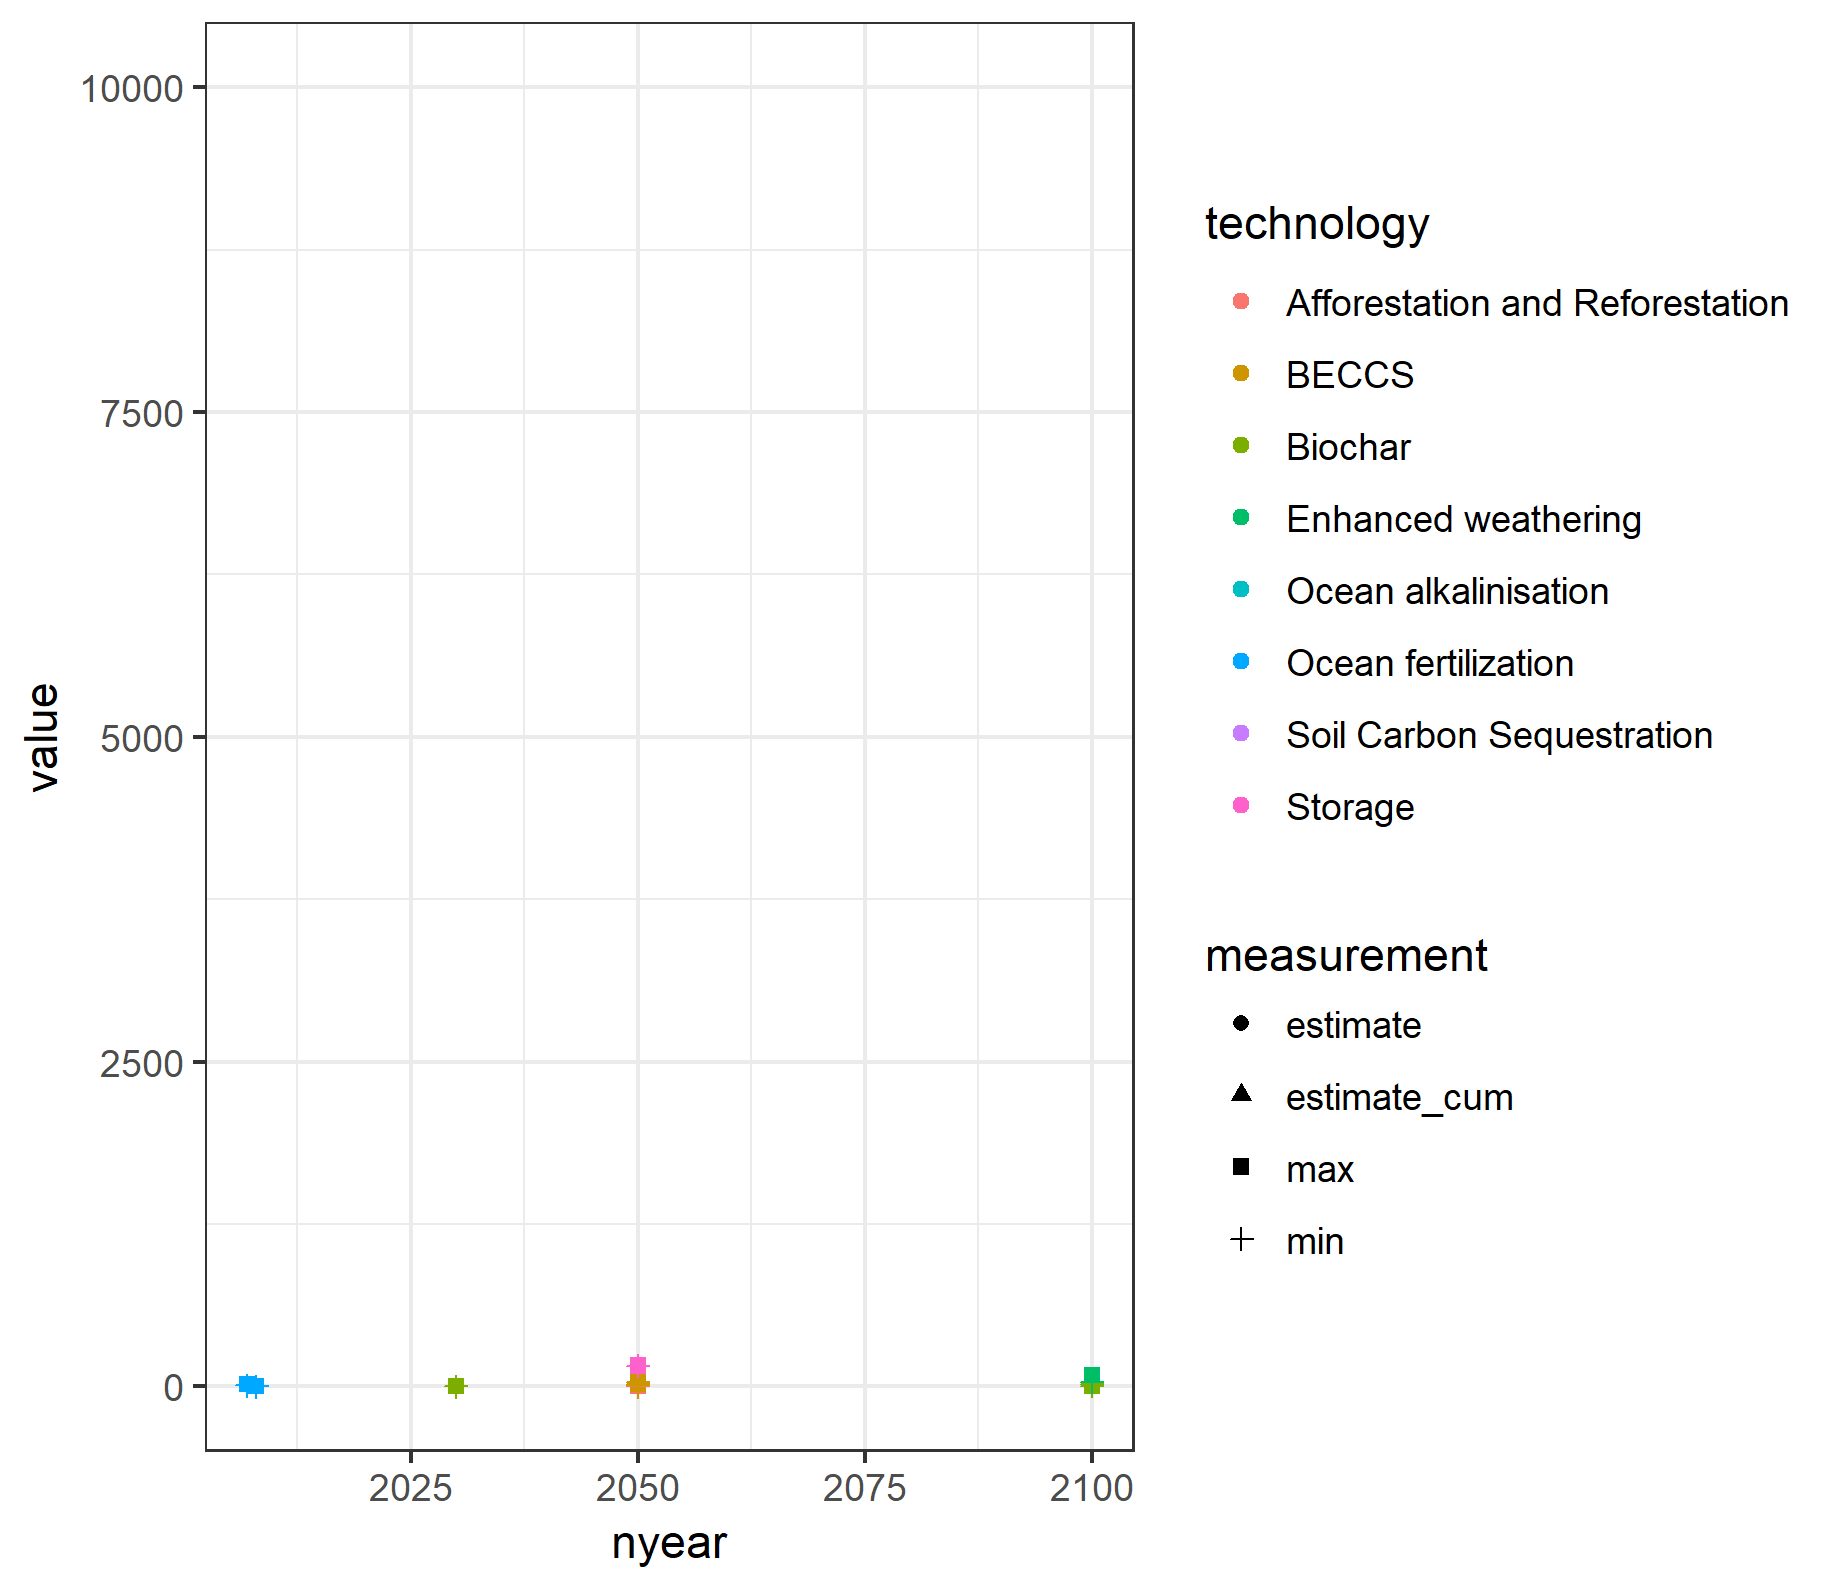 10000
7500
5000
2500
0
value
2025
2050
2075
2100
nyear
technology
Afforestation and Reforestation
BECCS
Biochar
Enhanced weathering
Ocean alkalinisation
Ocean fertilization
Soil Carbon Sequestration
Storage
measurement
estimate
estimate_cum
max
min